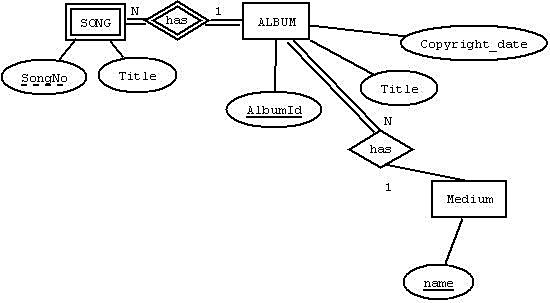 SONG
N
has
1
ALBUM
Copyright_date
SongNo
Title
Title
AlbumId
N
has
1
Medium
name